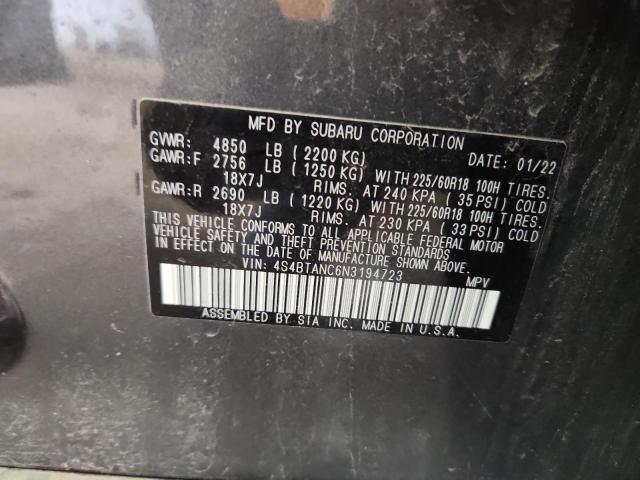 MFD BY SUBARU CORPORATION
GVWR: 4850 LB ( 2200 KG) DATE: 01/22
GAWR:F 2756 LB ( 1250 KG) WITH 225/60R18 100H TIRES.
18X7J RIMS. AT 240 KPA ( 35 PSI) COLD
GAWR:R 2690 LB ( 1220 KG) WITH 225/60R18 100H TIRES.
18X7J RIMS. AT 230 KPA ( 33 PSI) COLD
THIS VEHICLE CONFORMS TO ALL APPLICABLE FEDERAL MOTOR
VEHICLE SAFETY STANDARDS
IN EFFECT ON THE DATE OF MANUFACTURE SHOWN ABOVE.
VIN: 4S4BTANC6N3194723 MPV
ASSEMBLED BY SIA INC. MADE IN U.S.A.